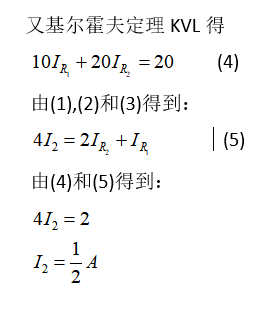 又基尔霍夫定理 KVL 得
10I_{R_1} + 20I_{R_2} = 20 (4)
由(1),(2)和(3)得到：
4I_2 = 2I_{R_2} + I_{R_1} (5)
由(4)和(5)得到：
4I_2 = 2
I_2 = \frac{1}{2} A